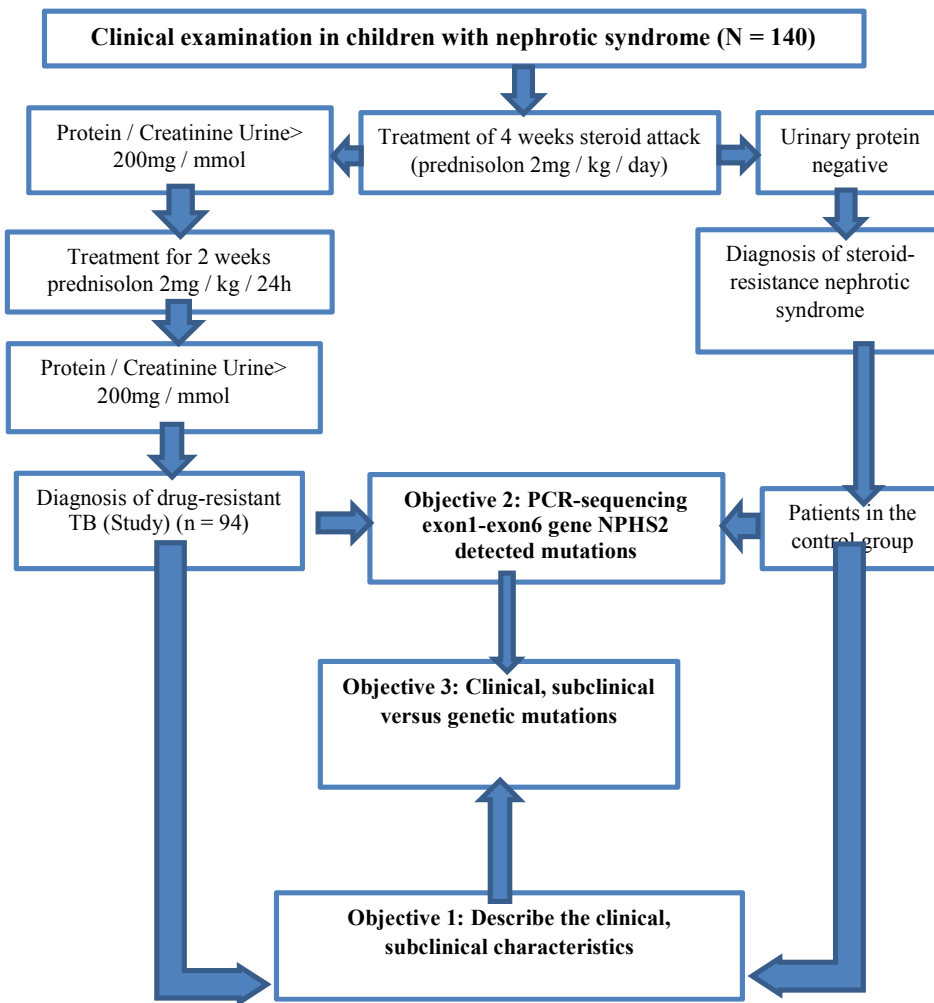 Clinical examination in children with nephrotic syndrome (N = 140)
Protein / Creatinine Urine>
200mg / mmol
Treatment of 4 weeks steroid attack
(prednisolon 2mg / kg / day)
Urinary protein
negative
Treatment for 2 weeks
prednisolon 2mg / kg / 24h
Diagnosis of steroid-
resistance nephrotic
syndrome
Protein / Creatinine Urine>
200mg / mmol
Diagnosis of drug-resistant
TB (Study) (n = 94)
Objective 2: PCR-sequencing
exon1-exon6 gene NPHS2
detected mutations
Patients in the
control group
Objective 3: Clinical, subclinical
versus genetic mutations
Objective 1: Describe the clinical,
subclinical characteristics